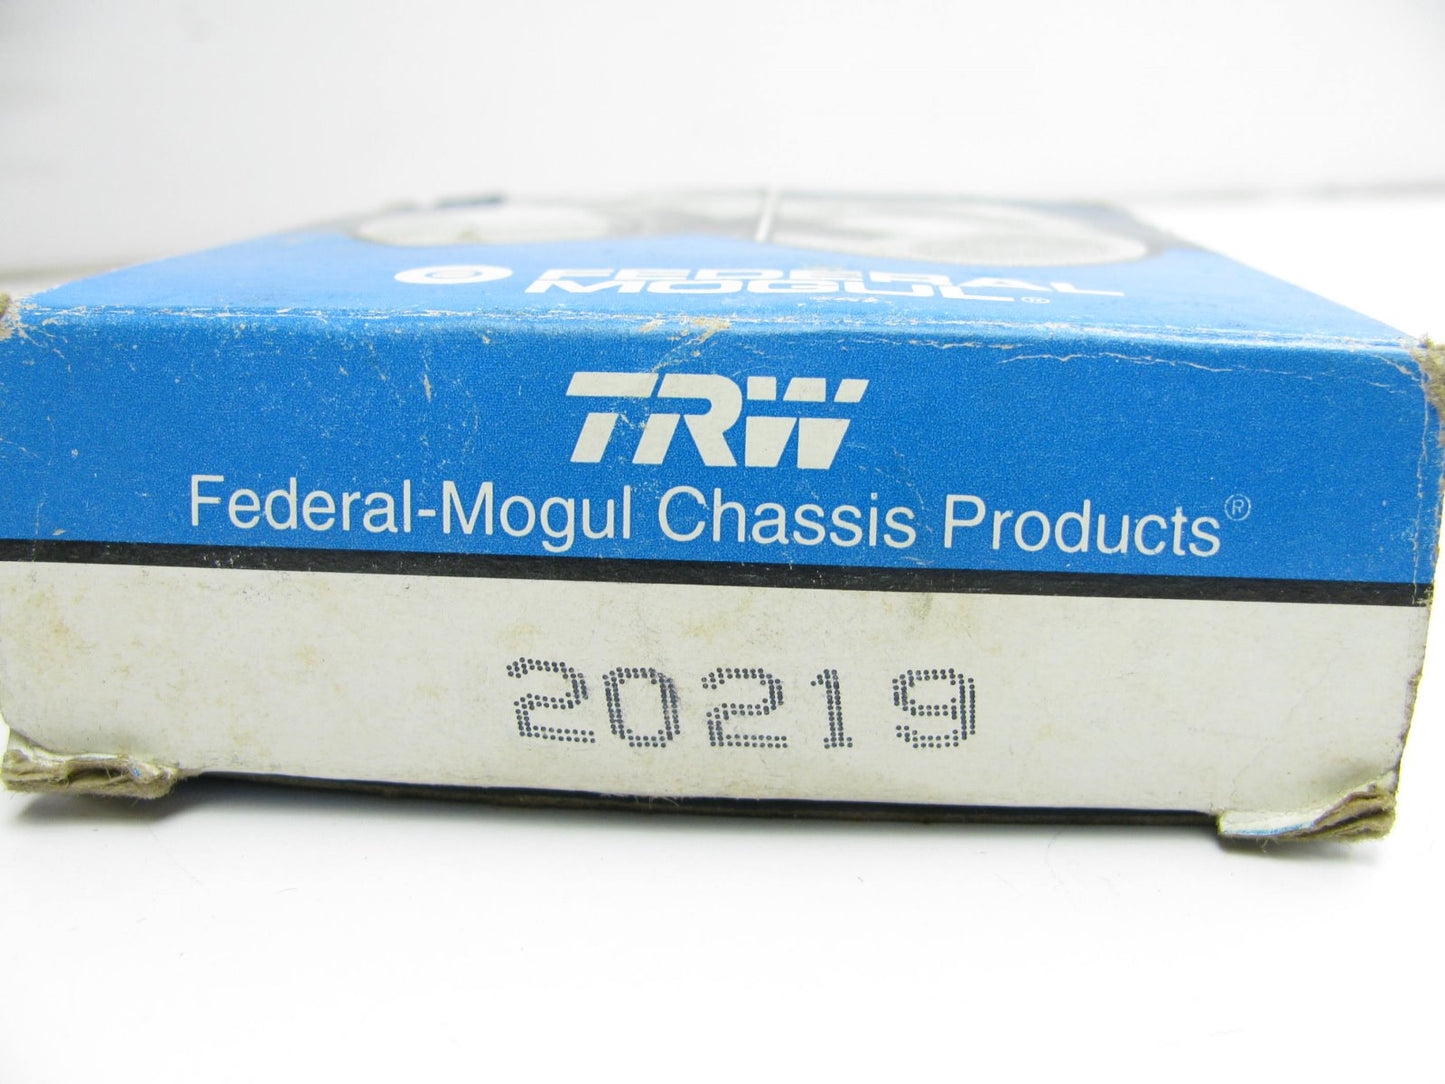 FEDERAL
MOGUL®
TRW
Federal-Mogul Chassis Products®
20219